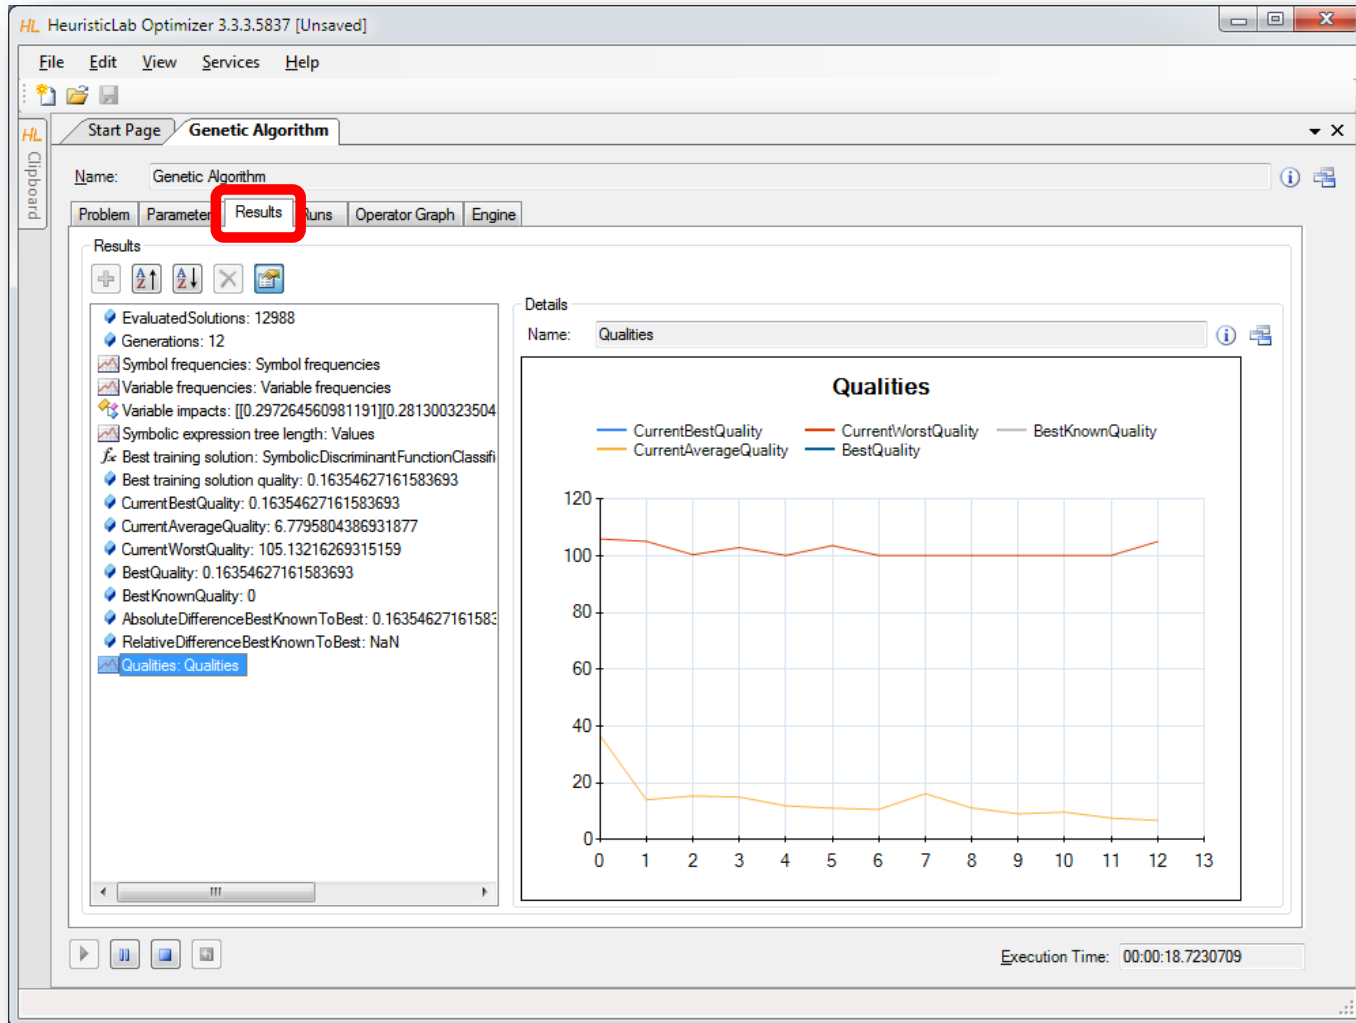 HL HeuristicLab Optimizer 3.3.3.5837 [Unsaved]
File Edit View Services Help
HL Clipboard
Start Page Genetic Algorithm
Name: Genetic Algorithm
Problem Parameter Results Runs Operator Graph Engine
Results
EvaluatedSolutions: 12988
Generations: 12
Symbol frequencies: Symbol frequencies
Variable frequencies: Variable frequencies
Variable impacts: [[0.297264560981191][0.281300323504
Symbolic expression tree length: Values
Best training solution: SymbolicDiscriminantFunctionClassifi
Best training solution quality: 0.16354627161583693
CurrentBestQuality: 0.16354627161583693
CurrentAverageQuality: 6.7795804386931877
CurrentWorstQuality: 105.13216269315159
BestQuality: 0.16354627161583693
BestKnownQuality: 0
AbsoluteDifferenceBestKnownToBest: 0.16354627161583
RelativeDifferenceBestKnownToBest: NaN
Qualities: Qualities
Details
Name: Qualities
Qualities
CurrentBestQuality CurrentWorstQuality BestKnownQuality
CurrentAverageQuality BestQuality
120
100
80
60
40
20
0
0 1 2 3 4 5 6 7 8 9 10 11 12 13
Execution Time: 00:00:18.7230709